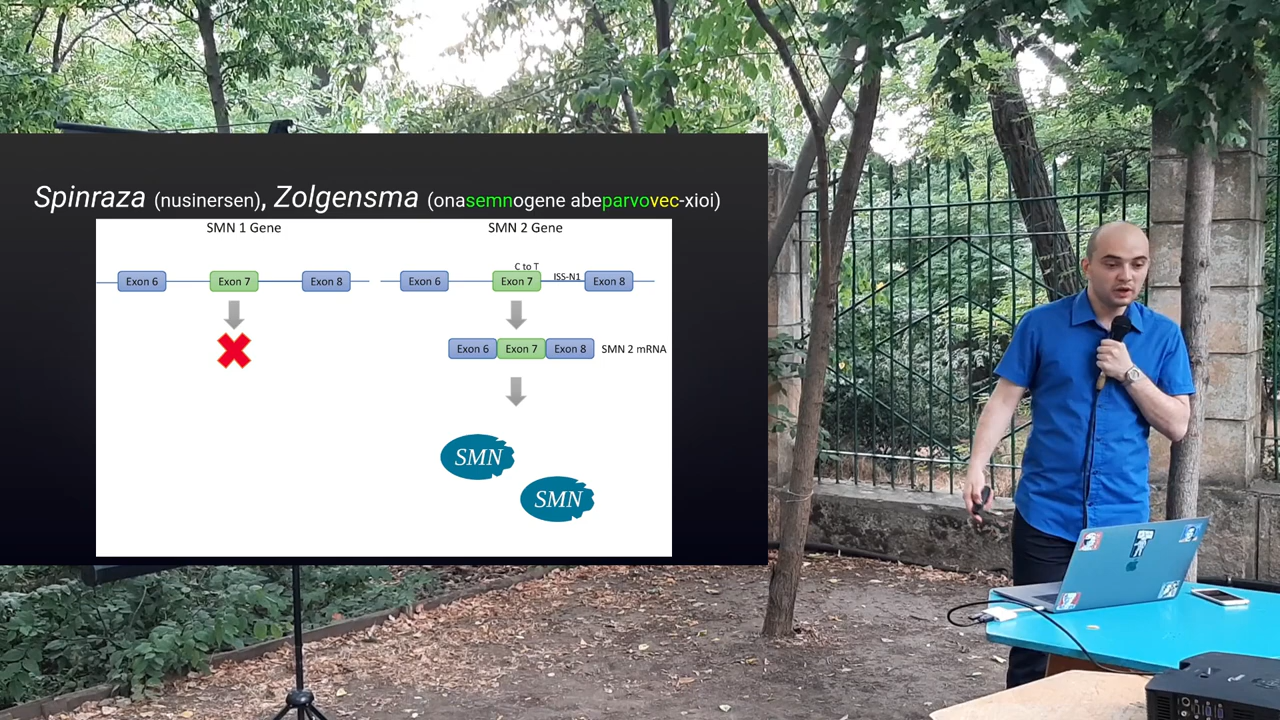 Spinraza (nusinersen), Zolgensma (onasemnogene abeparvovec-xioi)
SMN 1 Gene
SMN 2 Gene
Exon 6 Exon 7 Exon 8
C to T
Exon 6 Exon 7 ISS-N1 Exon 8
Exon 6 Exon 7 Exon 8 SMN 2 mRNA
SMN
SMN